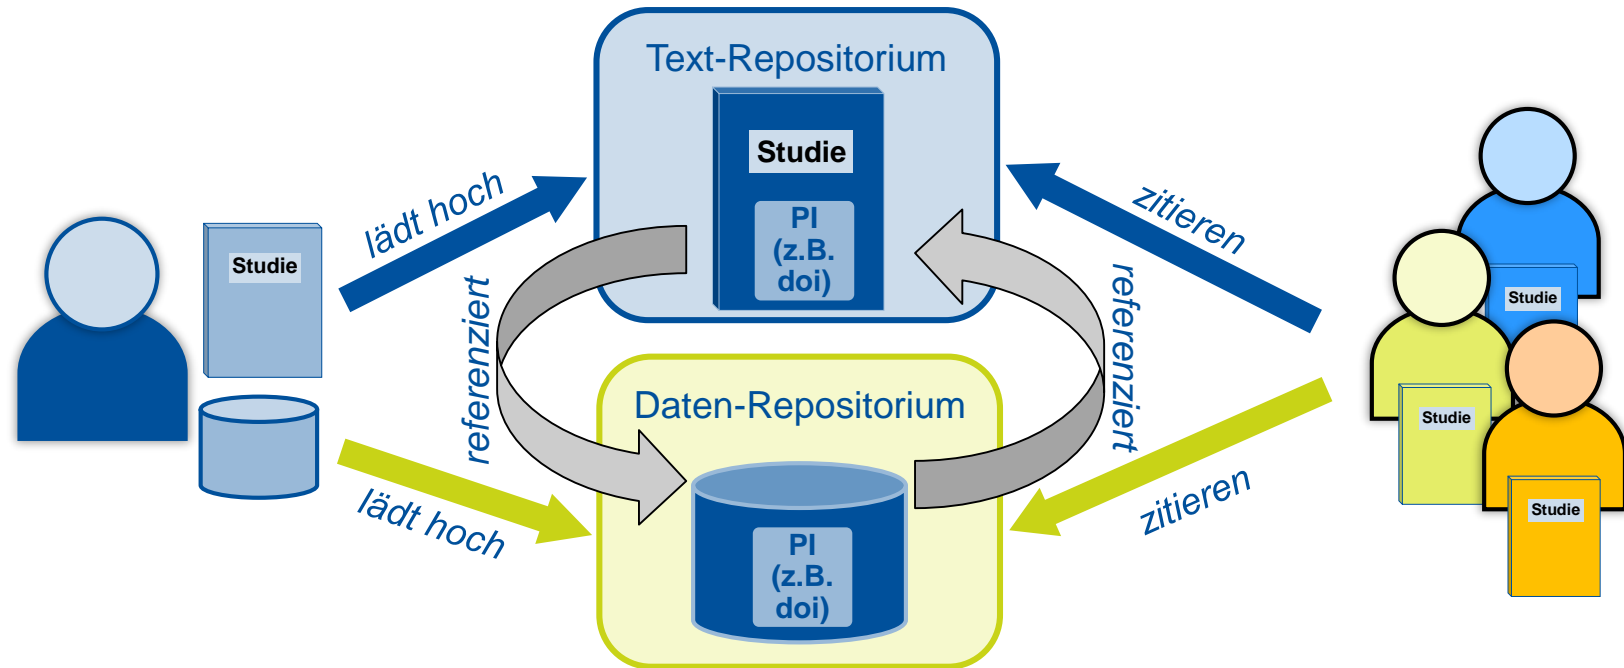 Text-Repositorium
Studie
PI
(z.B.
doi)
lädt hoch
zitieren
Studie
referenziert
referenziert
Studie
Daten-Repositorium
Studie
lädt hoch
zitieren
PI
(z.B.
doi)
Studie